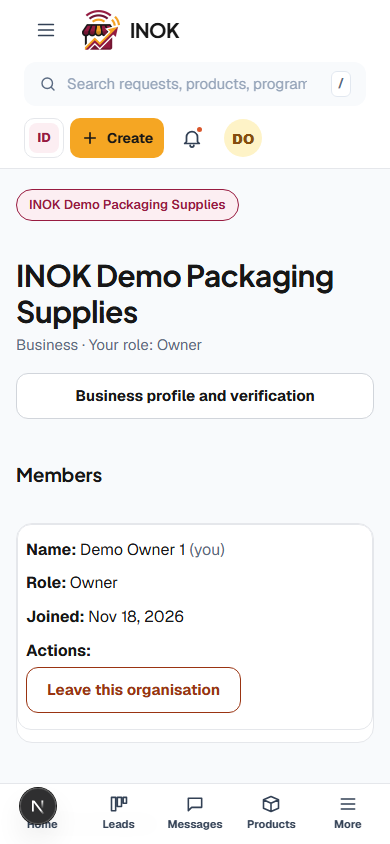 INOK
Search requests, products, program
/
ID
Create
DO
INOK Demo Packaging Supplies
INOK Demo Packaging
Supplies
Business · Your role: Owner
Business profile and verification
Members
Name: Demo Owner 1 (you)
Role: Owner
Joined: Nov 18, 2026
Actions:
Leave this organisation
N
Home
Leads
Messages
Products
More